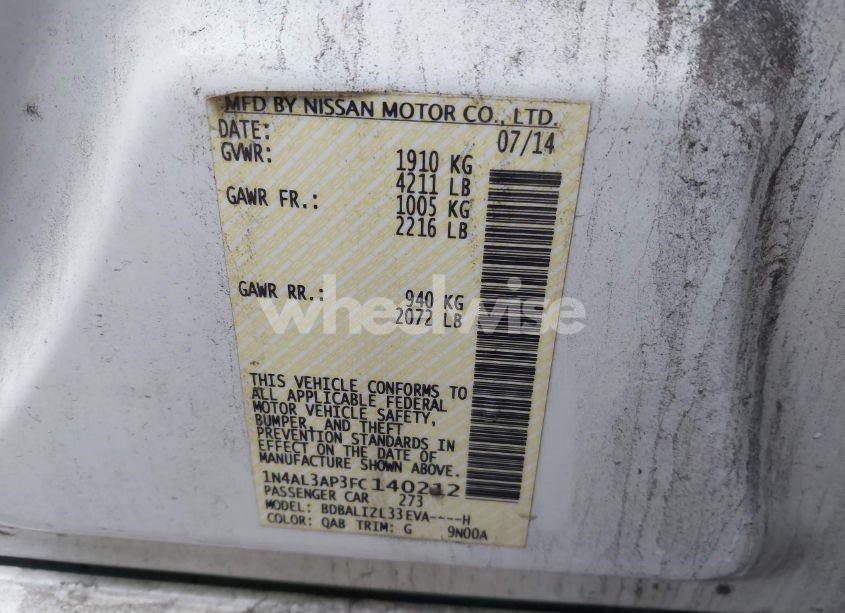 MFD BY NISSAN MOTOR CO., LTD.
DATE: 07/14
GVWR: 1910 KG
4211 LB
GAWR FR.: 1005 KG
2216 LB
GAWR RR.: 940 KG
2072 LB
wheelwise
THIS VEHICLE CONFORMS TO
ALL APPLICABLE FEDERAL
MOTOR VEHICLE SAFETY,
BUMPER, AND THEFT
PREVENTION STANDARDS IN
EFFECT ON THE DATE OF
MANUFACTURE SHOWN ABOVE.
1N4AL3AP3FC140212
PASSENGER CAR 273
MODEL: BDBALIZL33EVA----H
COLOR: QAB TRIM: G 9N00A